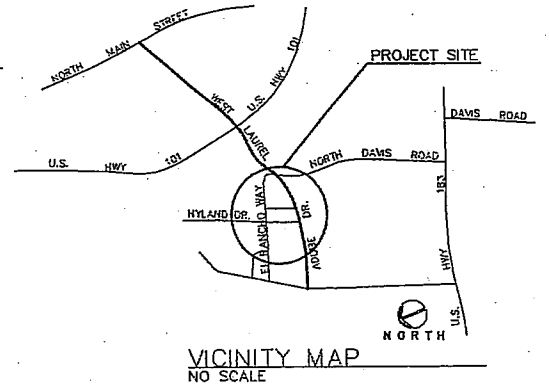 NORTH MAIN STREET
PROJECT SITE
U.S. HWY 101
WEST LAUREL
DAVIS ROAD
U.S. HWY 101
NORTH DAVIS ROAD
HYLAND DR.
EL RANCHO WAY
ADOBE DR.
U.S. HWY 183
NORTH
VICINITY MAP
NO SCALE